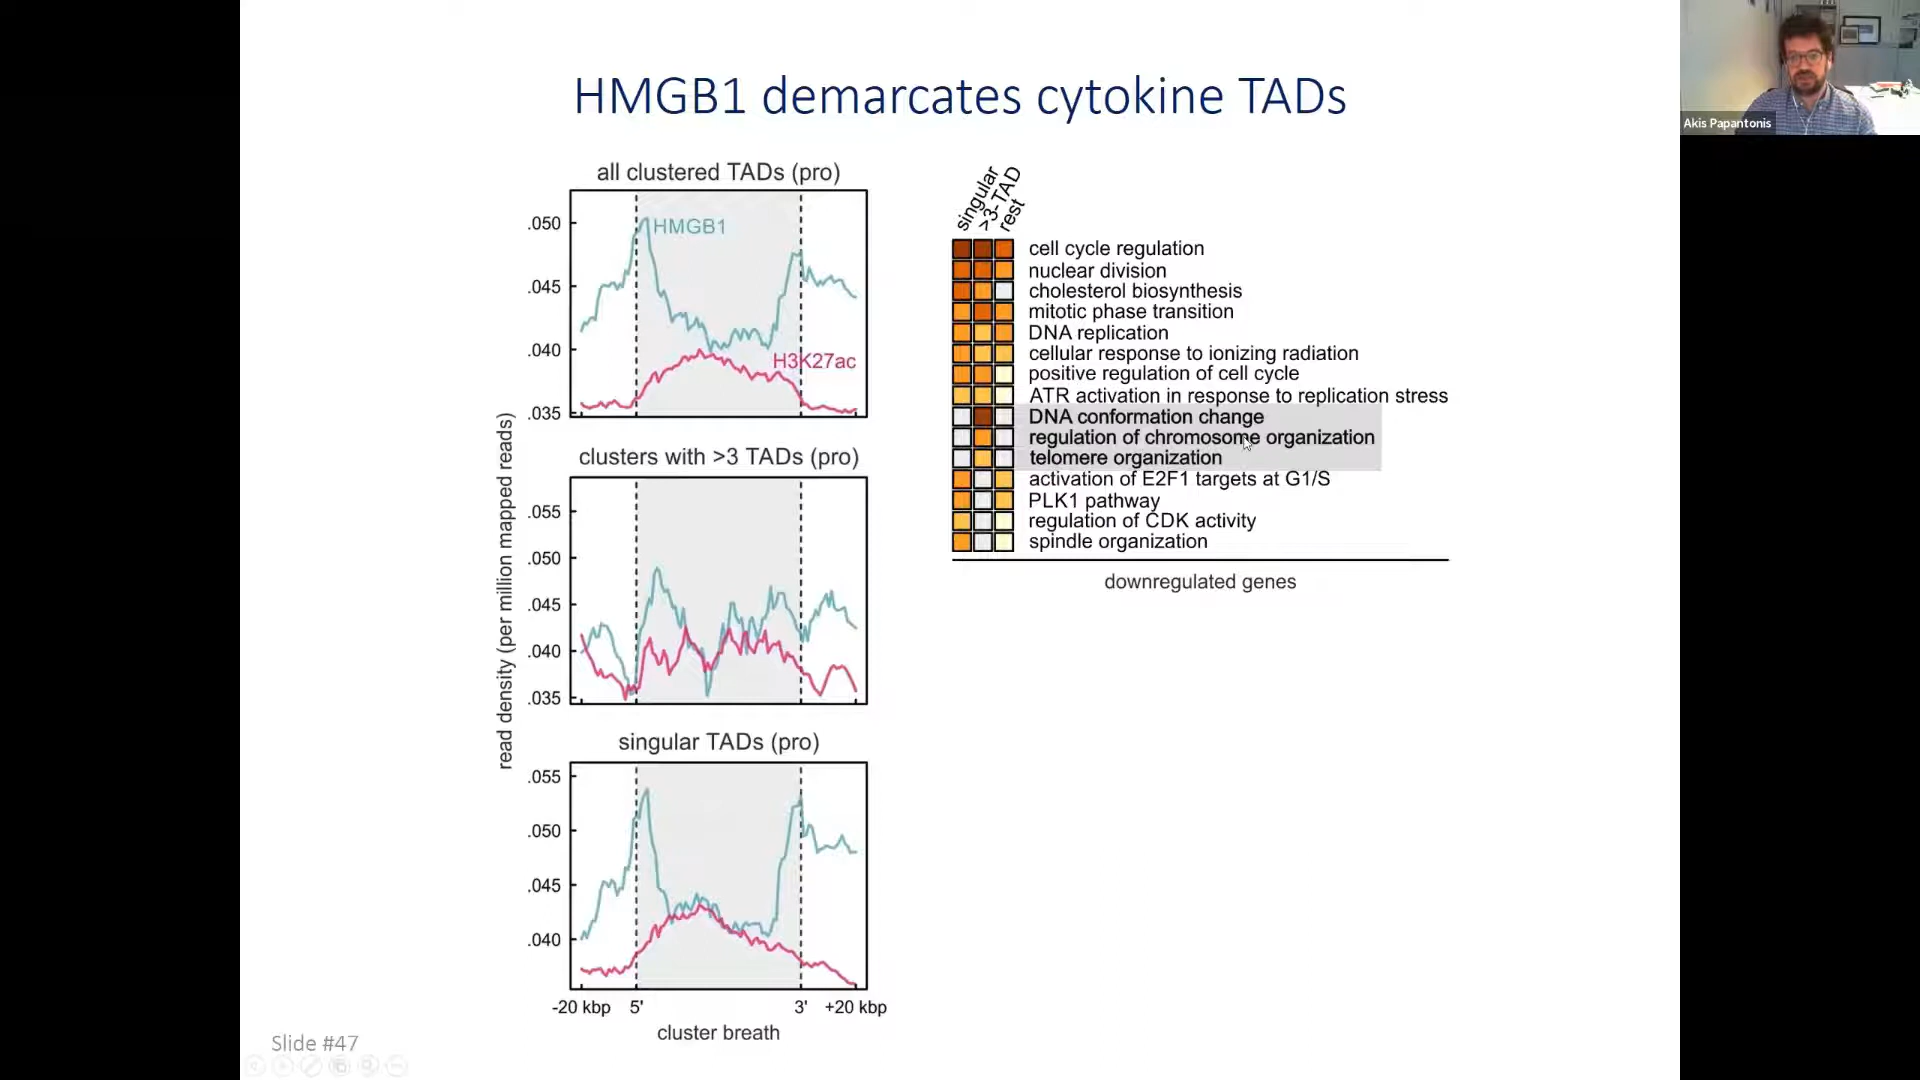 HMGB1 demarcates cytokine TADs
Akis Papantonis
all clustered TADs (pro)
.050
.045
.040
.035
HMGB1
H3K27ac
clusters with >3 TADs (pro)
.055
.050
.045
.040
.035
singular TADs (pro)
.055
.050
.045
.040
-20 kbp 5' 3' +20 kbp
cluster breath
read density (per million mapped reads)
singular
>3-TAD
rest
cell cycle regulation
nuclear division
cholesterol biosynthesis
mitotic phase transition
DNA replication
cellular response to ionizing radiation
positive regulation of cell cycle
ATR activation in response to replication stress
DNA conformation change
regulation of chromosome organization
telomere organization
activation of E2F1 targets at G1/S
PLK1 pathway
regulation of CDK activity
spindle organization
downregulated genes
Slide #47